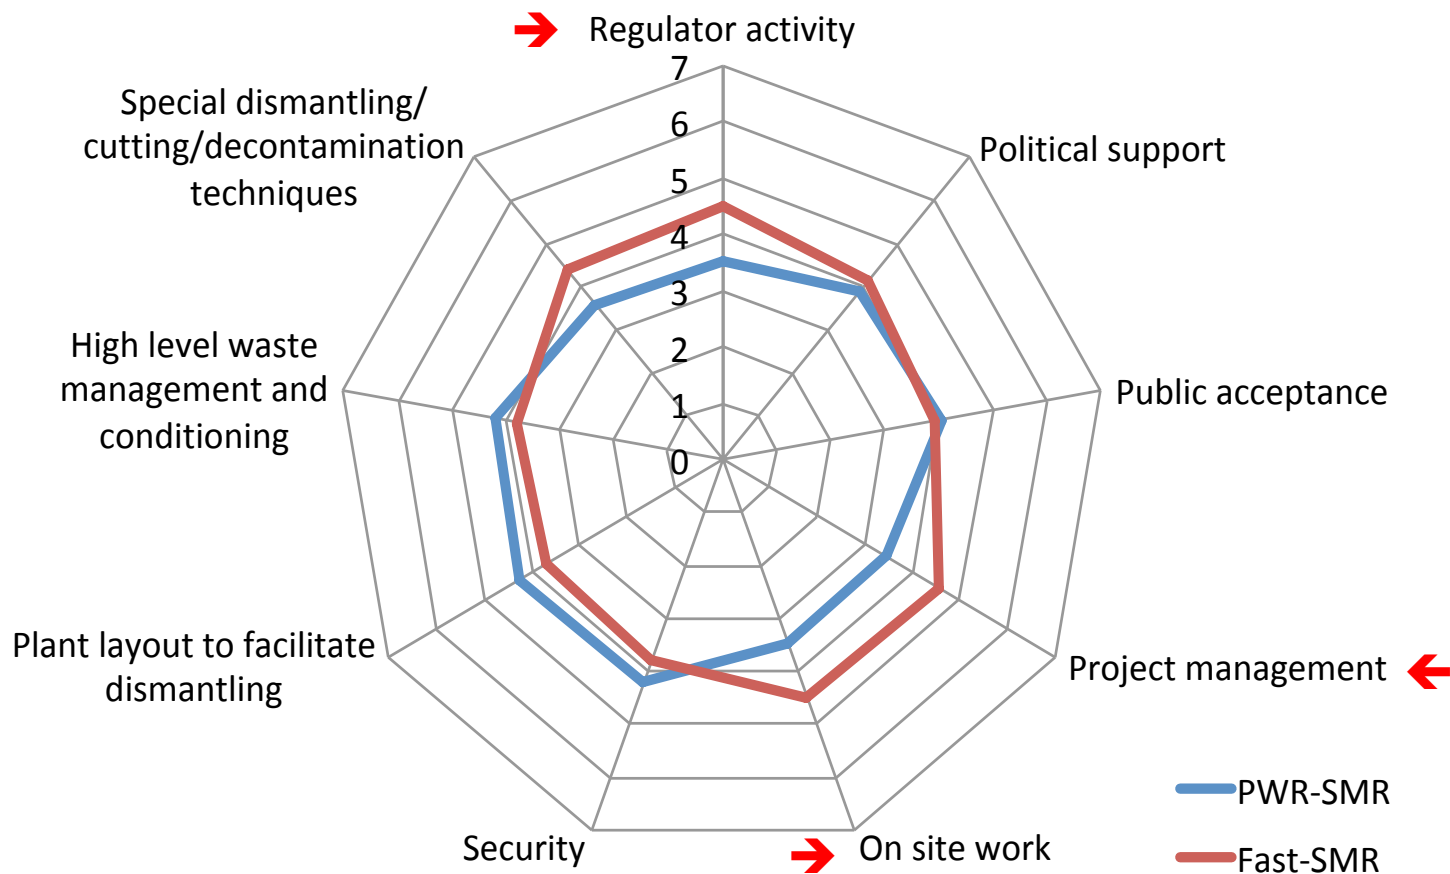 Regulator activity
7
6
5
4
3
2
1
0
Special dismantling/
cutting/decontamination
techniques
Political support
High level waste
management and
conditioning
Public acceptance
Plant layout to facilitate
dismantling
Project management
Security
On site work
PWR-SMR
Fast-SMR